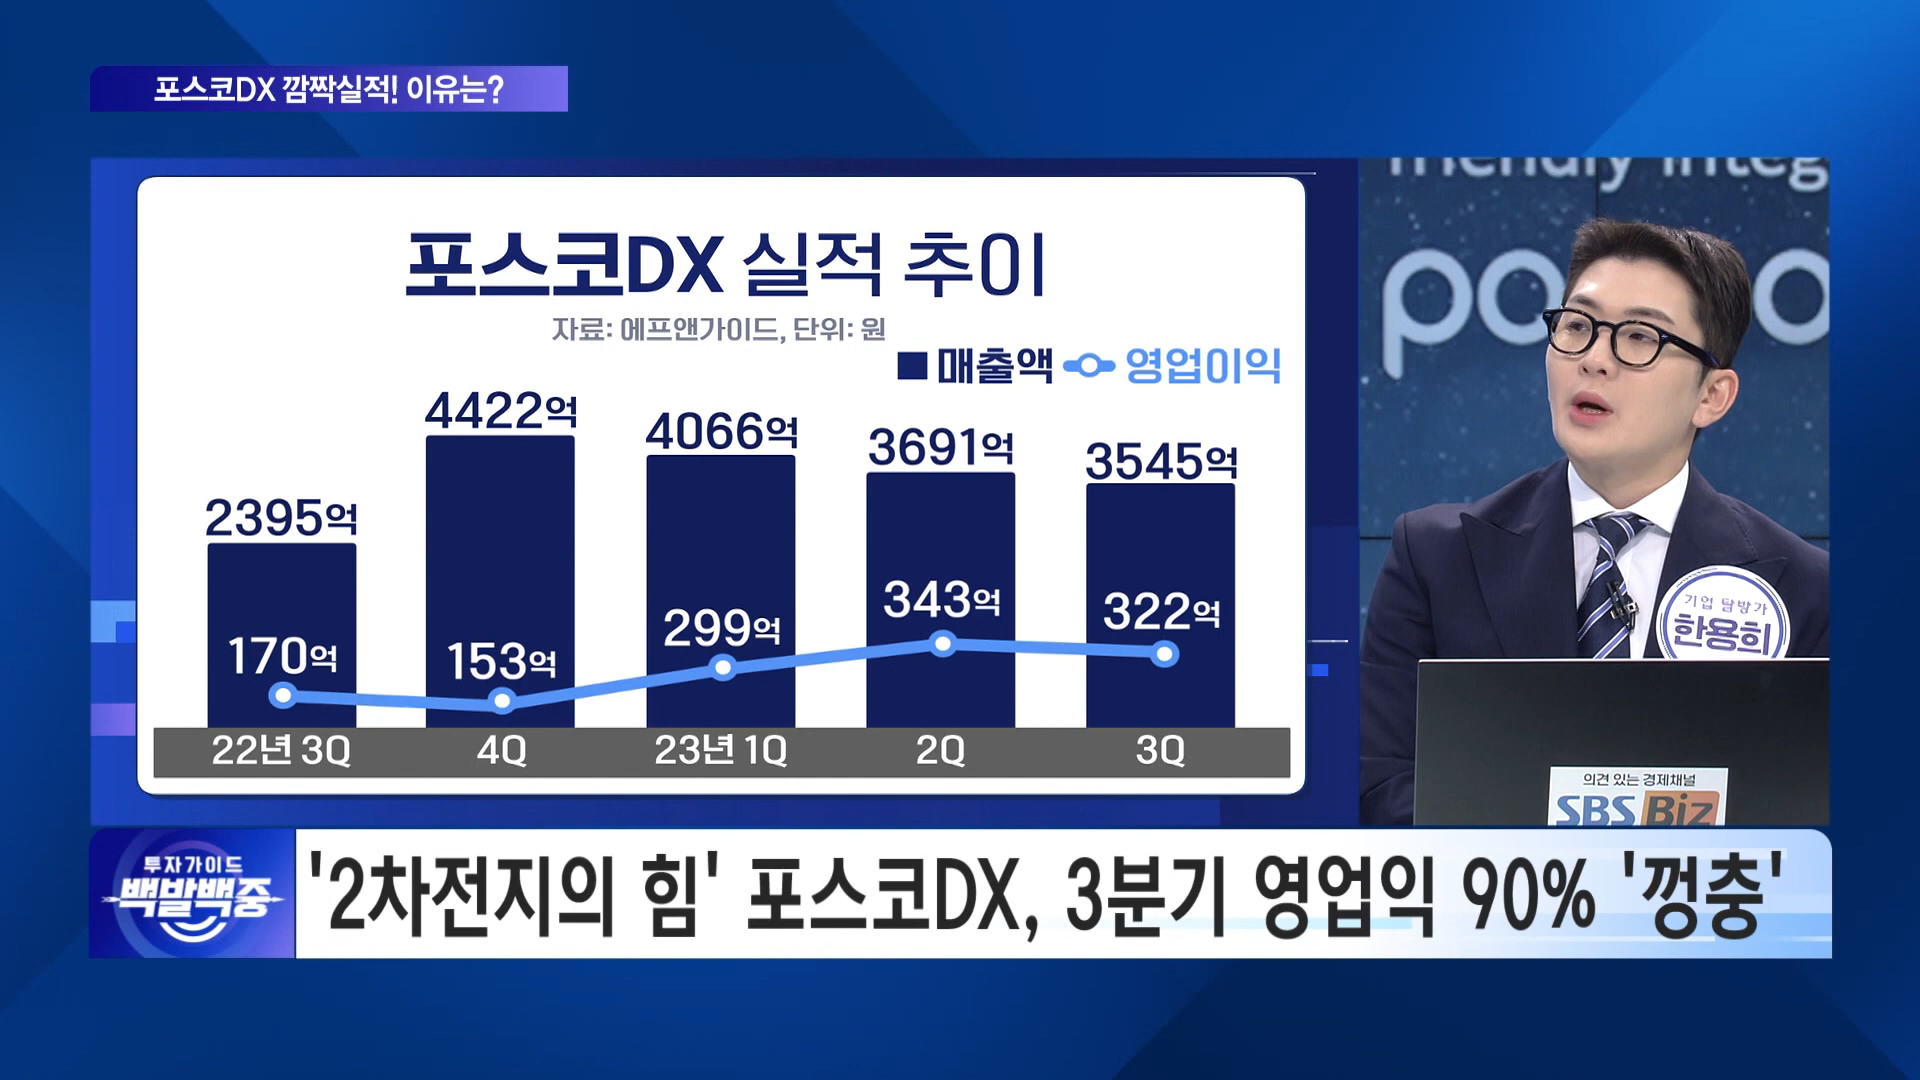 포스코DX 깜짝실적! 이유는?
포스코DX 실적 추이
자료: 에프앤가이드, 단위: 원
매출액 영업이익
2395억 4422억 4066억 3691억 3545억
170억 153억 299억 343억 322억
22년 3Q 4Q 23년 1Q 2Q 3Q
friendly integ
po
o
기업 탐방가
한용희
의견 있는 경제채널
SBS Biz
투자가이드
백발백중
'2차전지의 힘' 포스코DX, 3분기 영업익 90% '껑충'